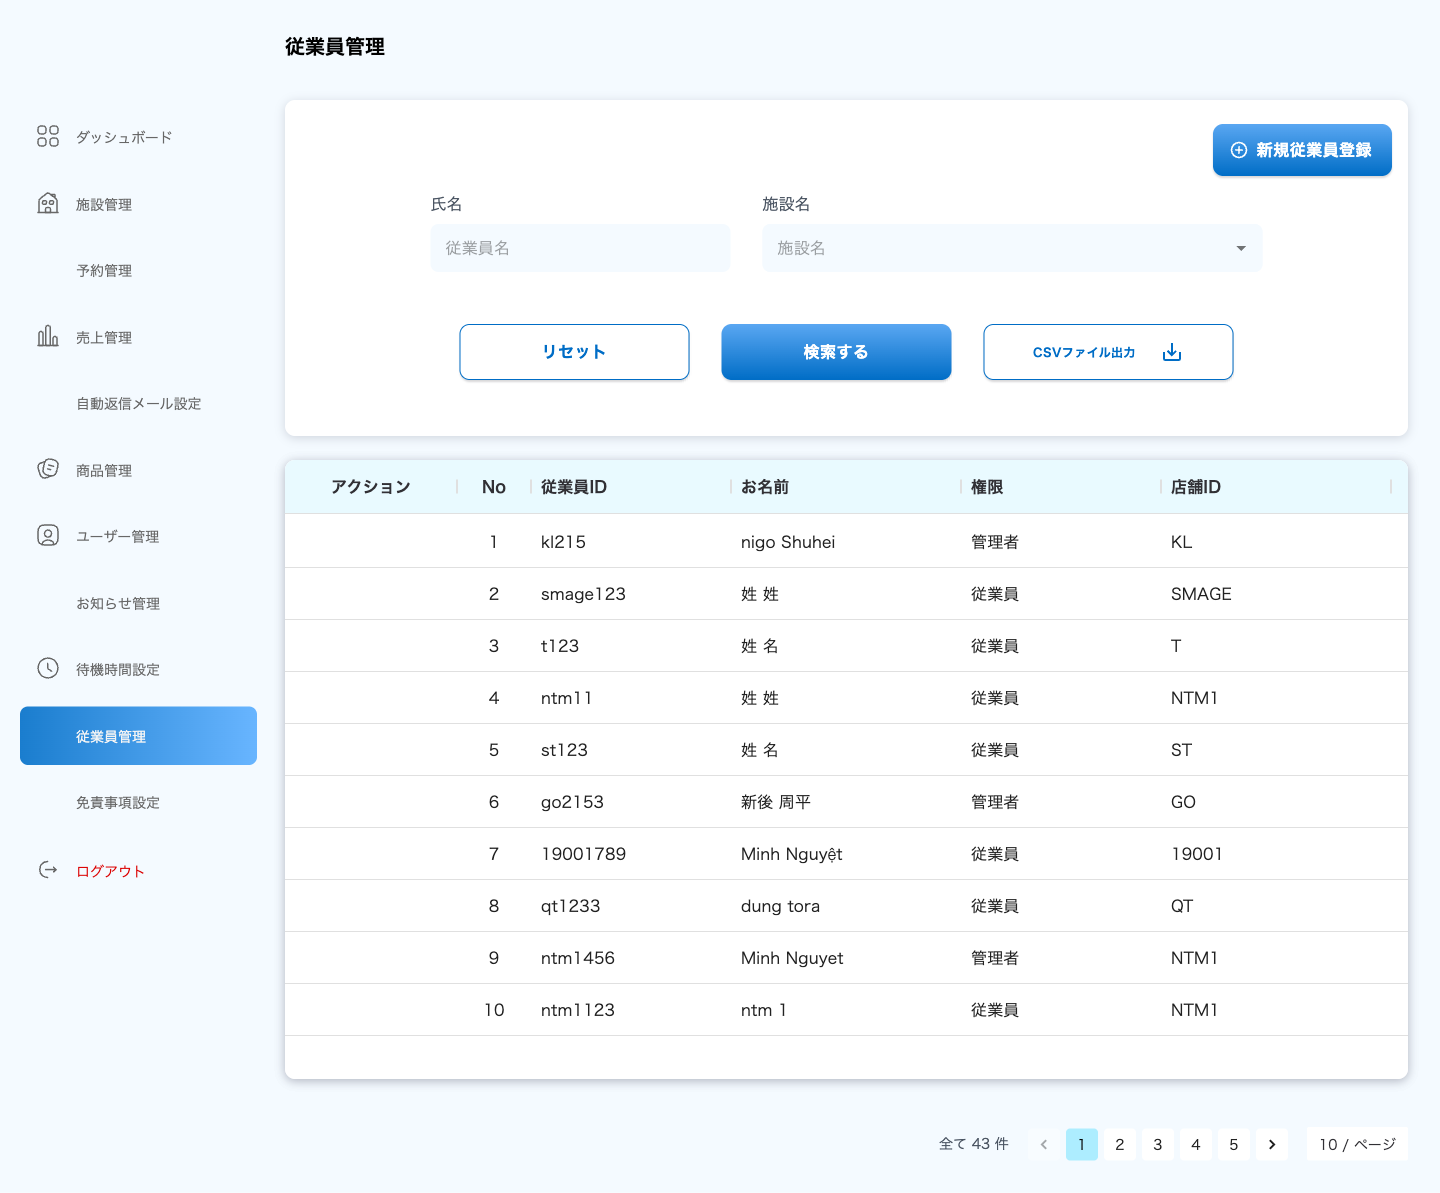 従業員管理
ダッシュボード
施設管理
予約管理
売上管理
自動返信メール設定
商品管理
ユーザー管理
お知らせ管理
待機時間設定
従業員管理
免責事項設定
ログアウト
新規従業員登録
氏名 施設名
従業員名 施設名
リセット 検索する CSVファイル出力
アクション No 従業員ID お名前 権限 店舗ID
1 kl215 nigo Shuhei 管理者 KL
2 smage123 姓 姓 従業員 SMAGE
3 t123 姓 名 従業員 T
4 ntm11 姓 姓 従業員 NTM1
5 st123 姓 名 従業員 ST
6 go2153 新後 周平 管理者 GO
7 19001789 Minh Nguyệt 従業員 19001
8 qt1233 dung tora 従業員 QT
9 ntm1456 Minh Nguyet 管理者 NTM1
10 ntm1123 ntm 1 従業員 NTM1
全て 43 件 1 2 3 4 5 10 / ページ